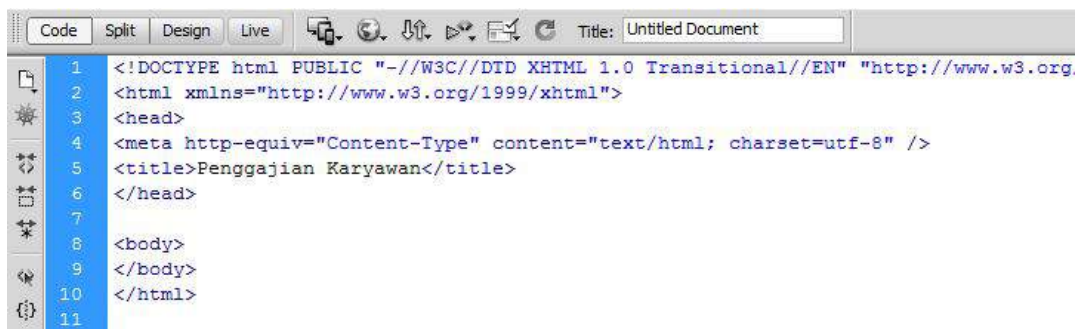 Code Split Design Live Title: Untitled Document
1 <!DOCTYPE html PUBLIC "-//W3C//DTD XHTML 1.0 Transitional//EN" "http://www.w3.org.
2 <html xmlns="http://www.w3.org/1999/xhtml">
3 <head>
4 <meta http-equiv="Content-Type" content="text/html; charset=utf-8" />
5 <title>Penggajian Karyawan</title>
6 </head>
7
8 <body>
9 </body>
10 </html>
11